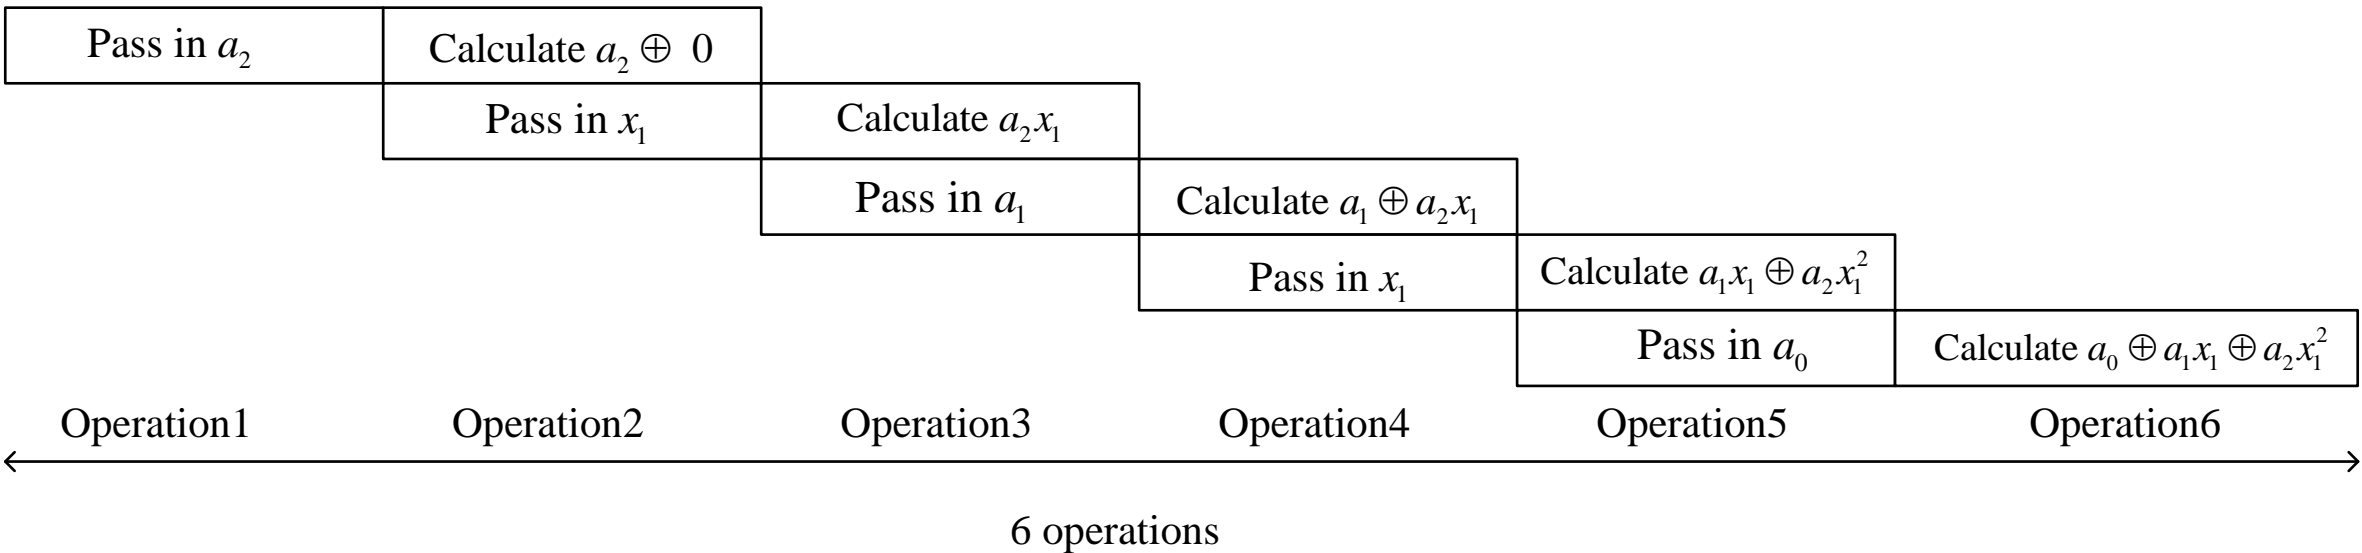 Pass in a₂ Calculate a₂ ⊕ 0
Pass in x₁ Calculate a₂x₁
Pass in a₁ Calculate a₁ ⊕ a₂x₁
Pass in x₁ Calculate a₁x₁ ⊕ a₂x₁²
Pass in a₀ Calculate a₀ ⊕ a₁x₁ ⊕ a₂x₁²
Operation1 Operation2 Operation3 Operation4 Operation5 Operation6
6 operations